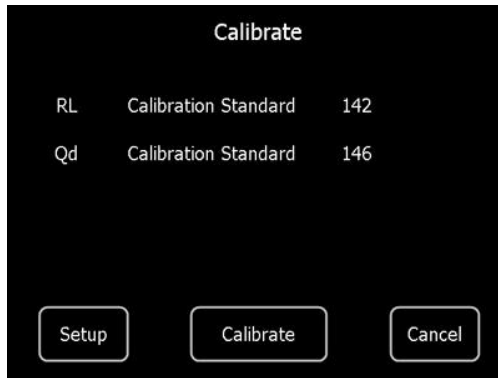 Calibrate
RL Calibration Standard 142
Qd Calibration Standard 146
Setup Calibrate Cancel